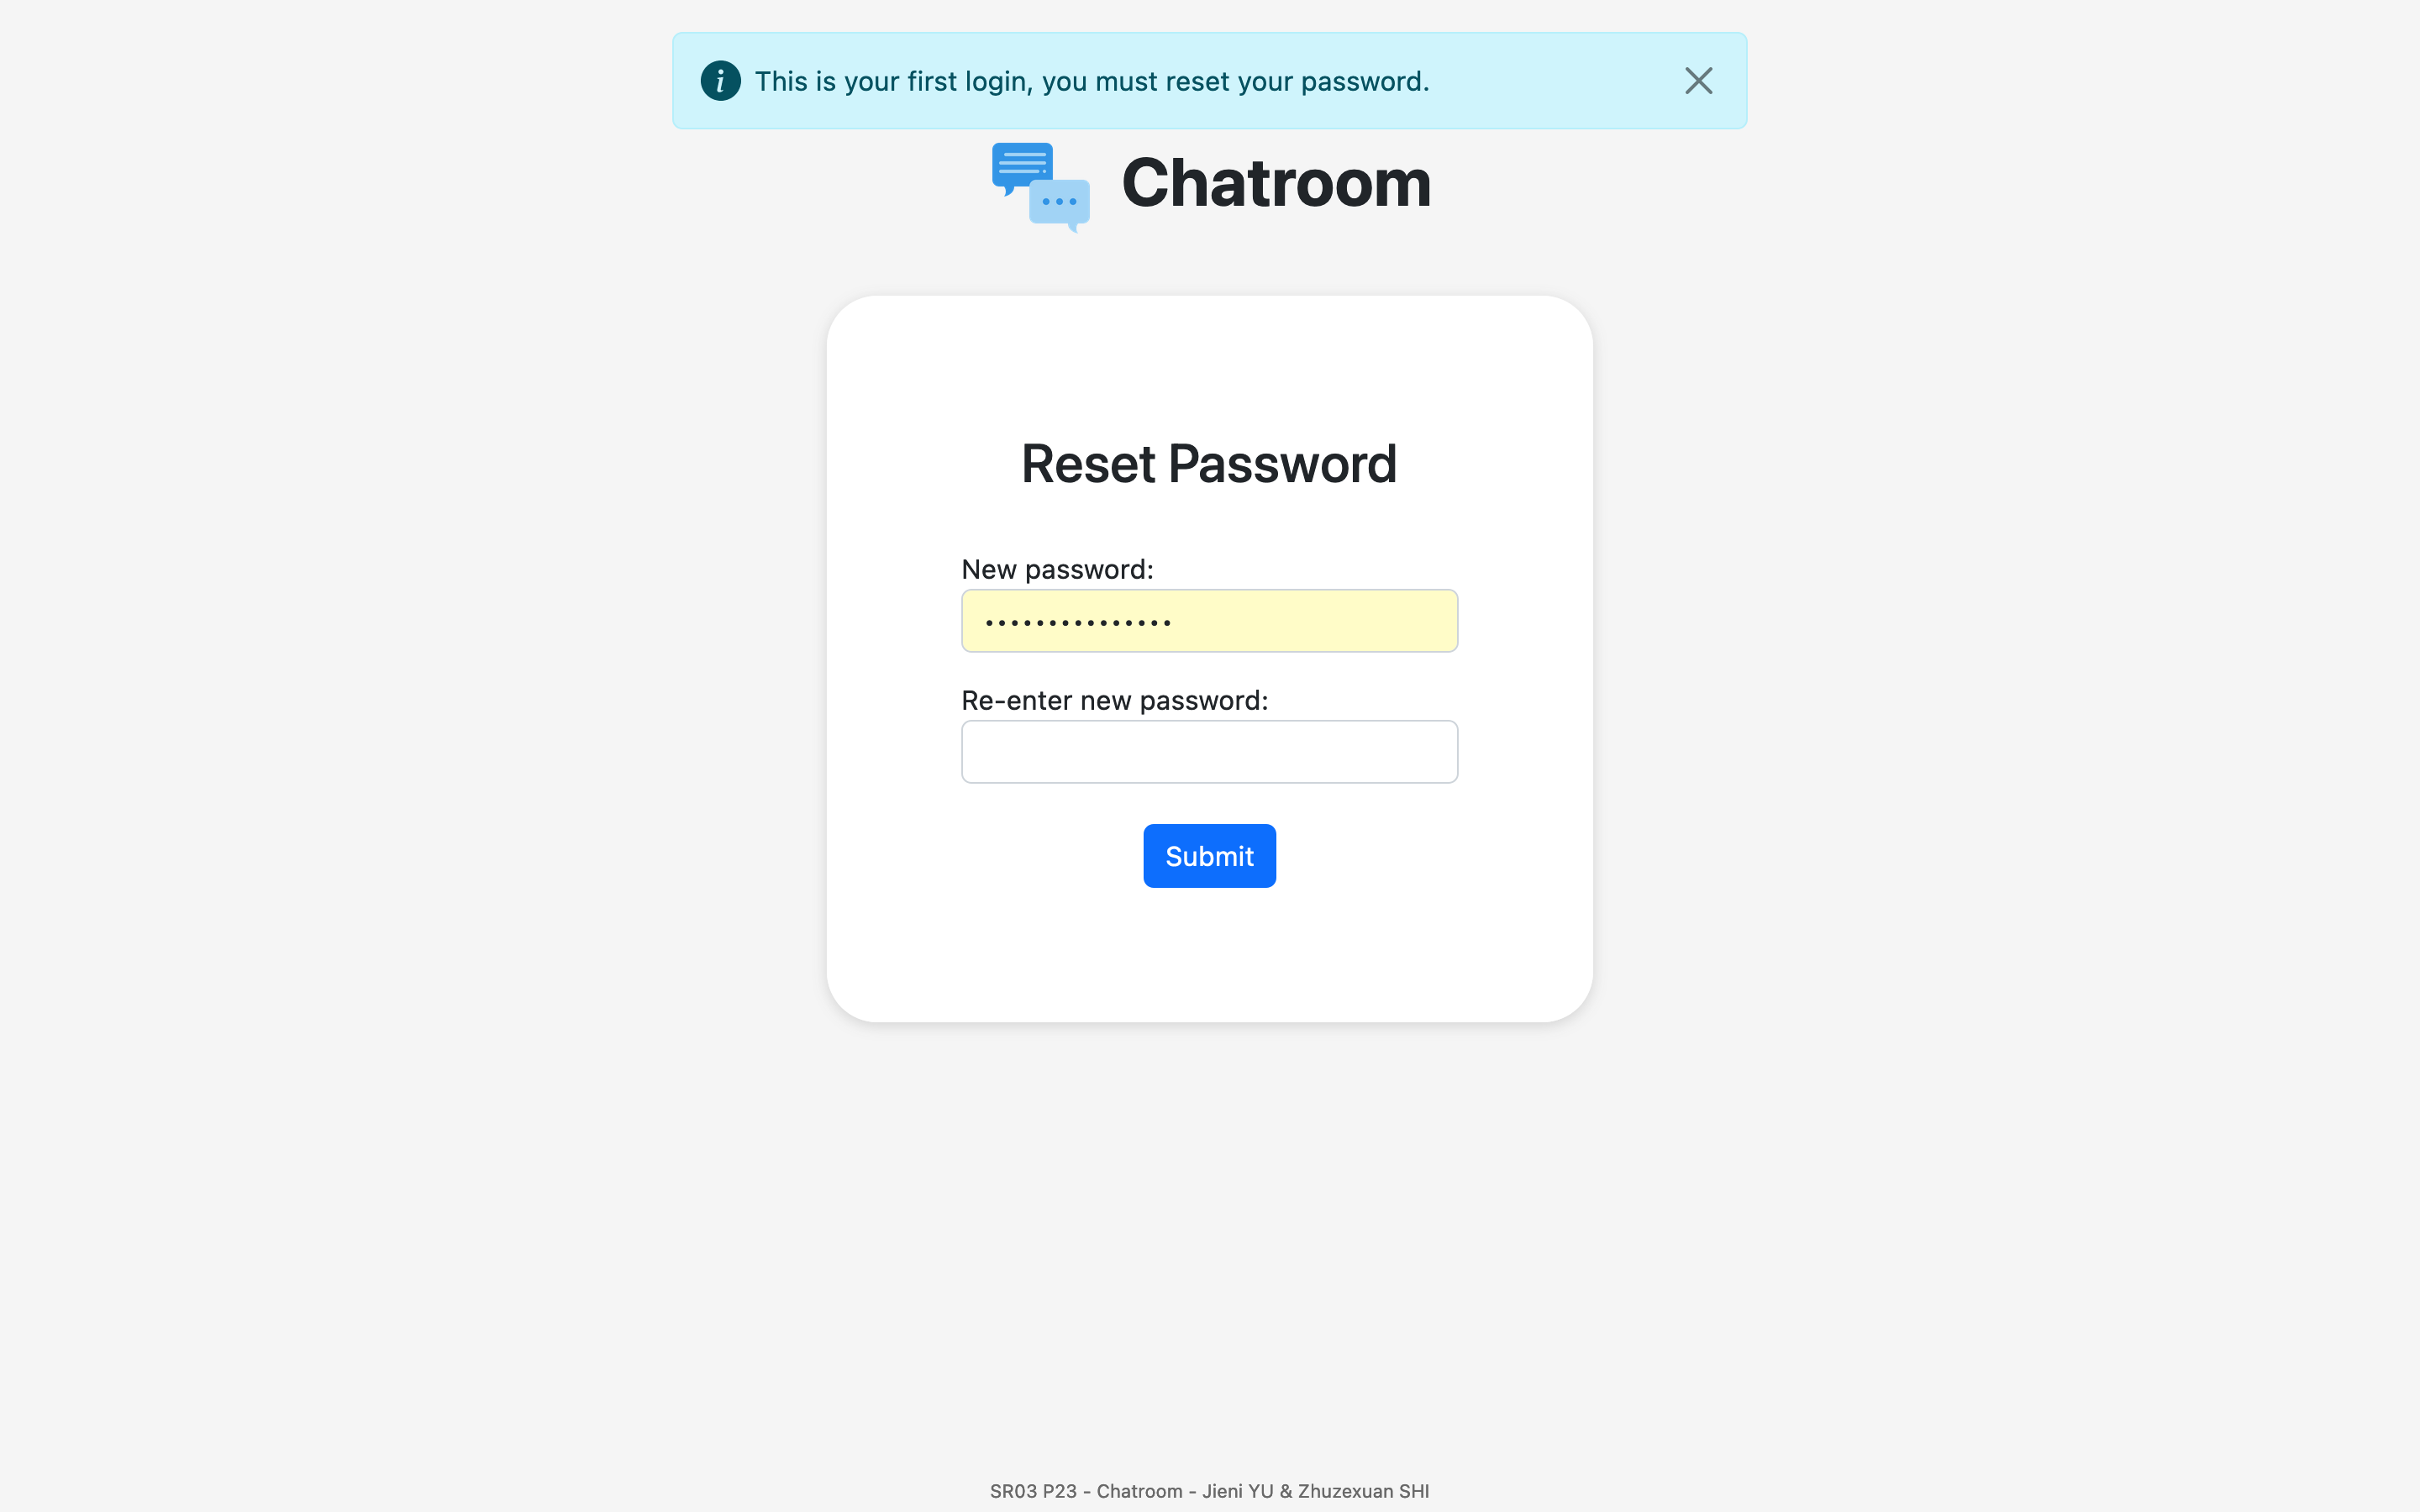 This is your first login, you must reset your password.
Chatroom
Reset Password
New password:
•••••••••••••••
Re-enter new password:
Submit
SR03 P23 - Chatroom - Jieni YU & Zhuzexuan SHI